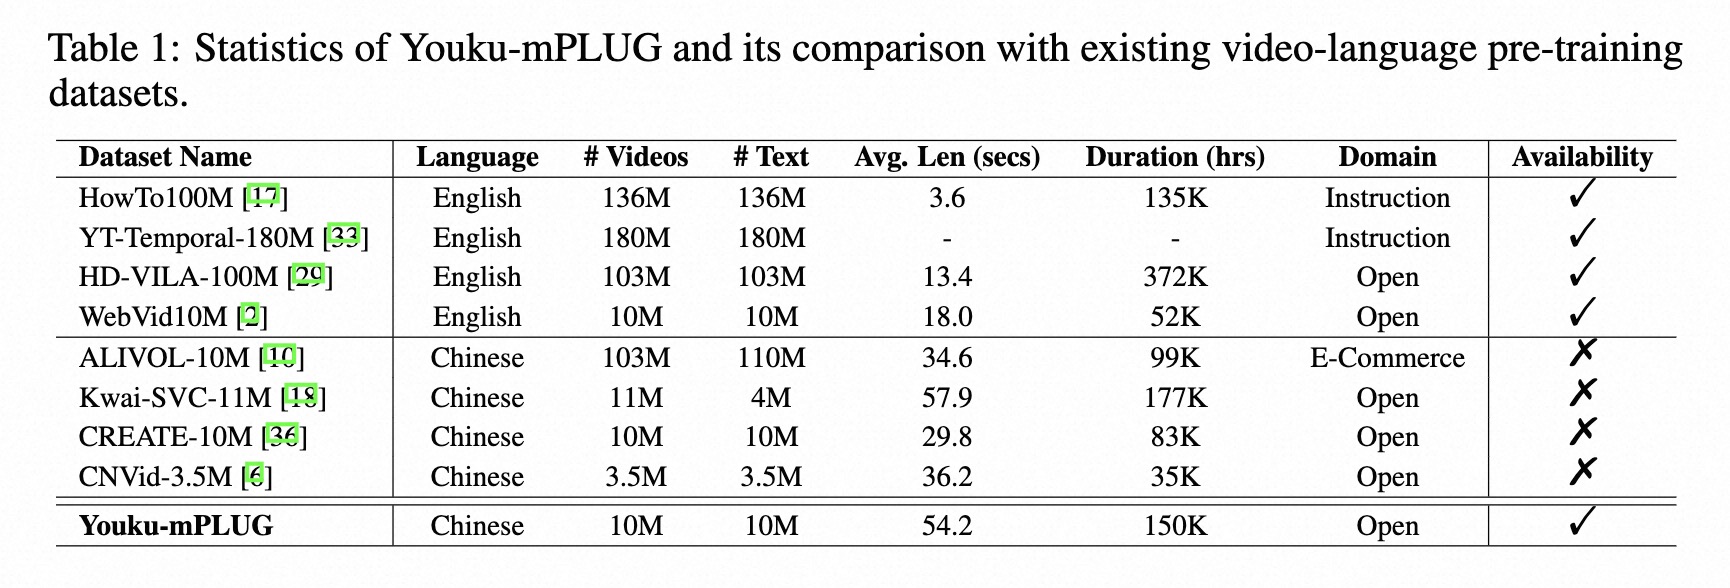 Table 1: Statistics of Youku-mPLUG and its comparison with existing video-language pre-training
datasets.
Dataset Name Language # Videos # Text Avg. Len (secs) Duration (hrs) Domain Availability
HowTo100M [17] English 136M 136M 3.6 135K Instruction ✓
YT-Temporal-180M [33] English 180M 180M - - Instruction ✓
HD-VILA-100M [29] English 103M 103M 13.4 372K Open ✓
WebVid10M [2] English 10M 10M 18.0 52K Open ✓
ALIVOL-10M [10] Chinese 103M 110M 34.6 99K E-Commerce ✗
Kwai-SVC-11M [18] Chinese 11M 4M 57.9 177K Open ✗
CREATE-10M [36] Chinese 10M 10M 29.8 83K Open ✗
CNVid-3.5M [6] Chinese 3.5M 3.5M 36.2 35K Open ✗
Youku-mPLUG Chinese 10M 10M 54.2 150K Open ✓